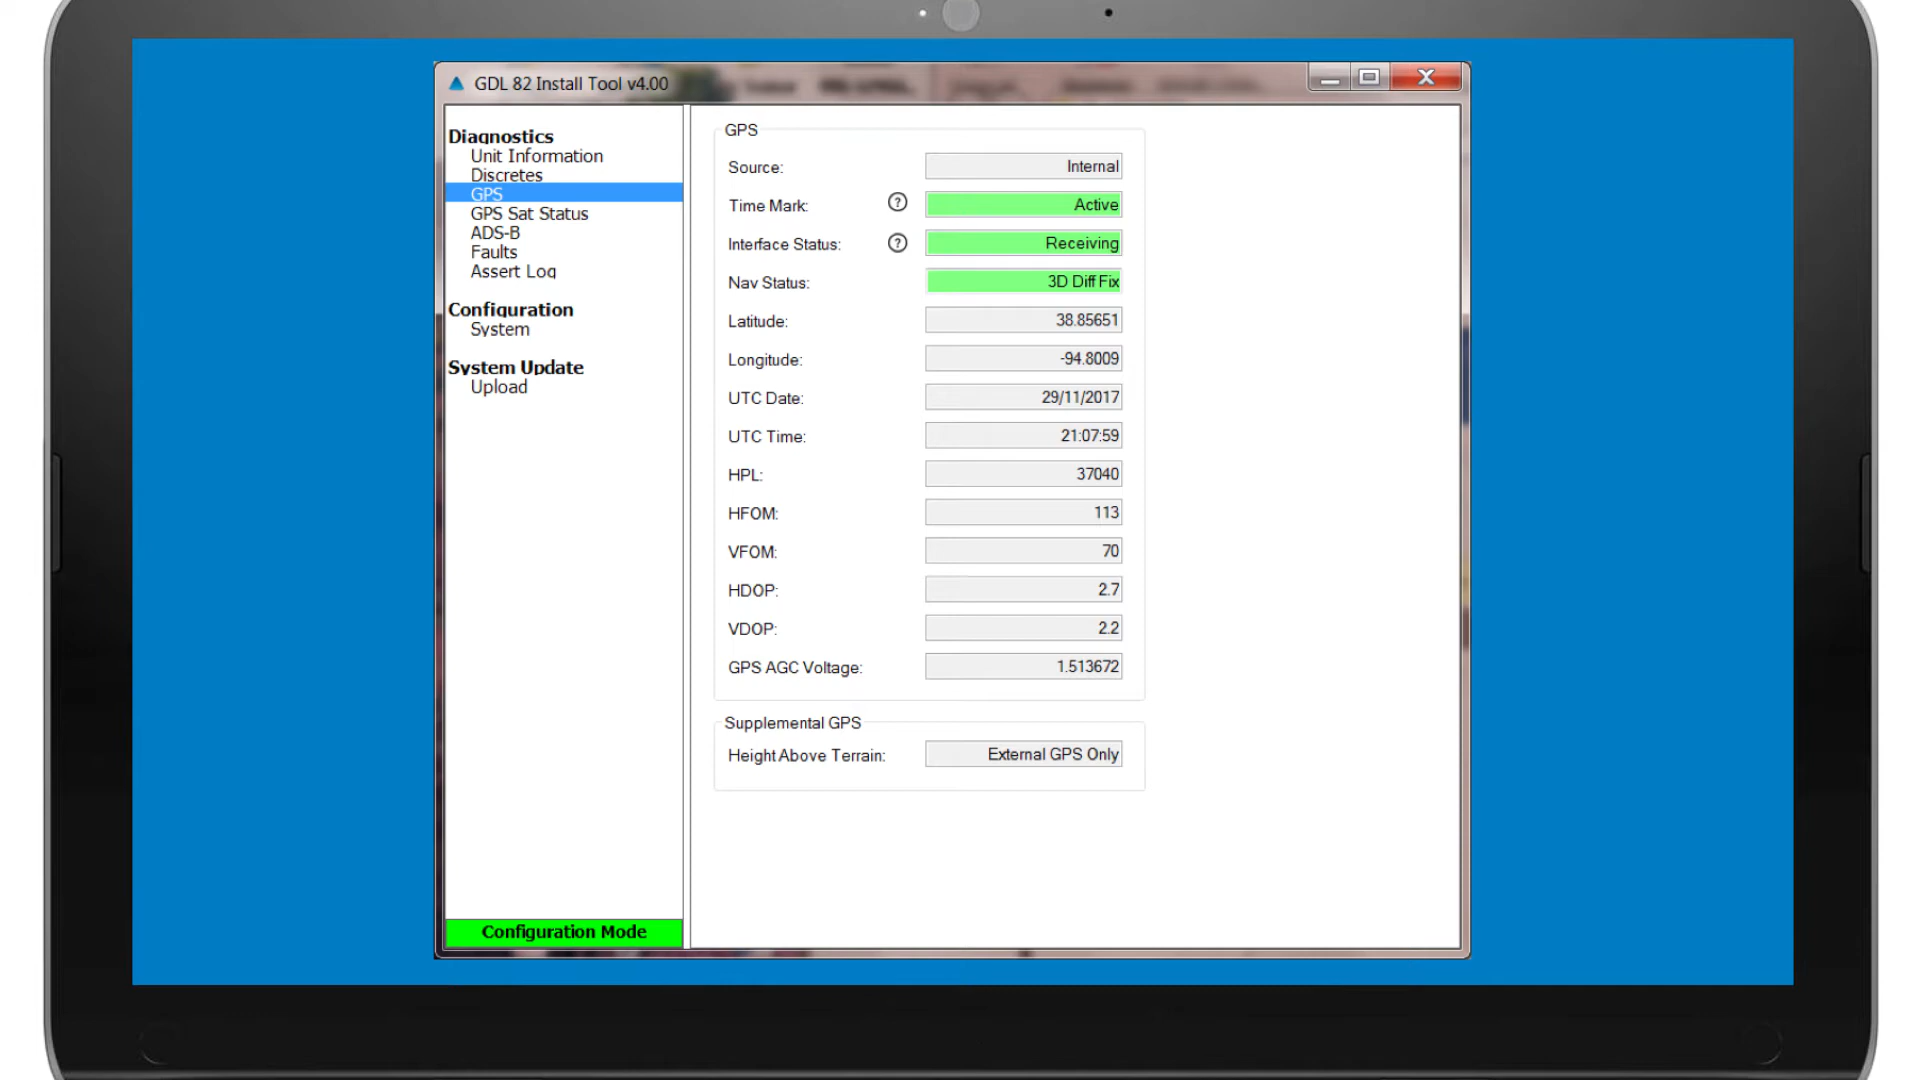 GDL 82 Install Tool v4.00
Diagnostics
Unit Information
Discretes
GPS
GPS Sat Status
ADS-B
Faults
Assert Log
Configuration
System
System Update
Upload
Configuration Mode
GPS
Source: Internal
Time Mark: ? Active
Interface Status: ? Receiving
Nav Status: 3D Diff Fix
Latitude: 38.85651
Longitude: -94.8009
UTC Date: 29/11/2017
UTC Time: 21:07:59
HPL: 37040
HFOM: 113
VFOM: 70
HDOP: 2.7
VDOP: 2.2
GPS AGC Voltage: 1.513672
Supplemental GPS
Height Above Terrain: External GPS Only